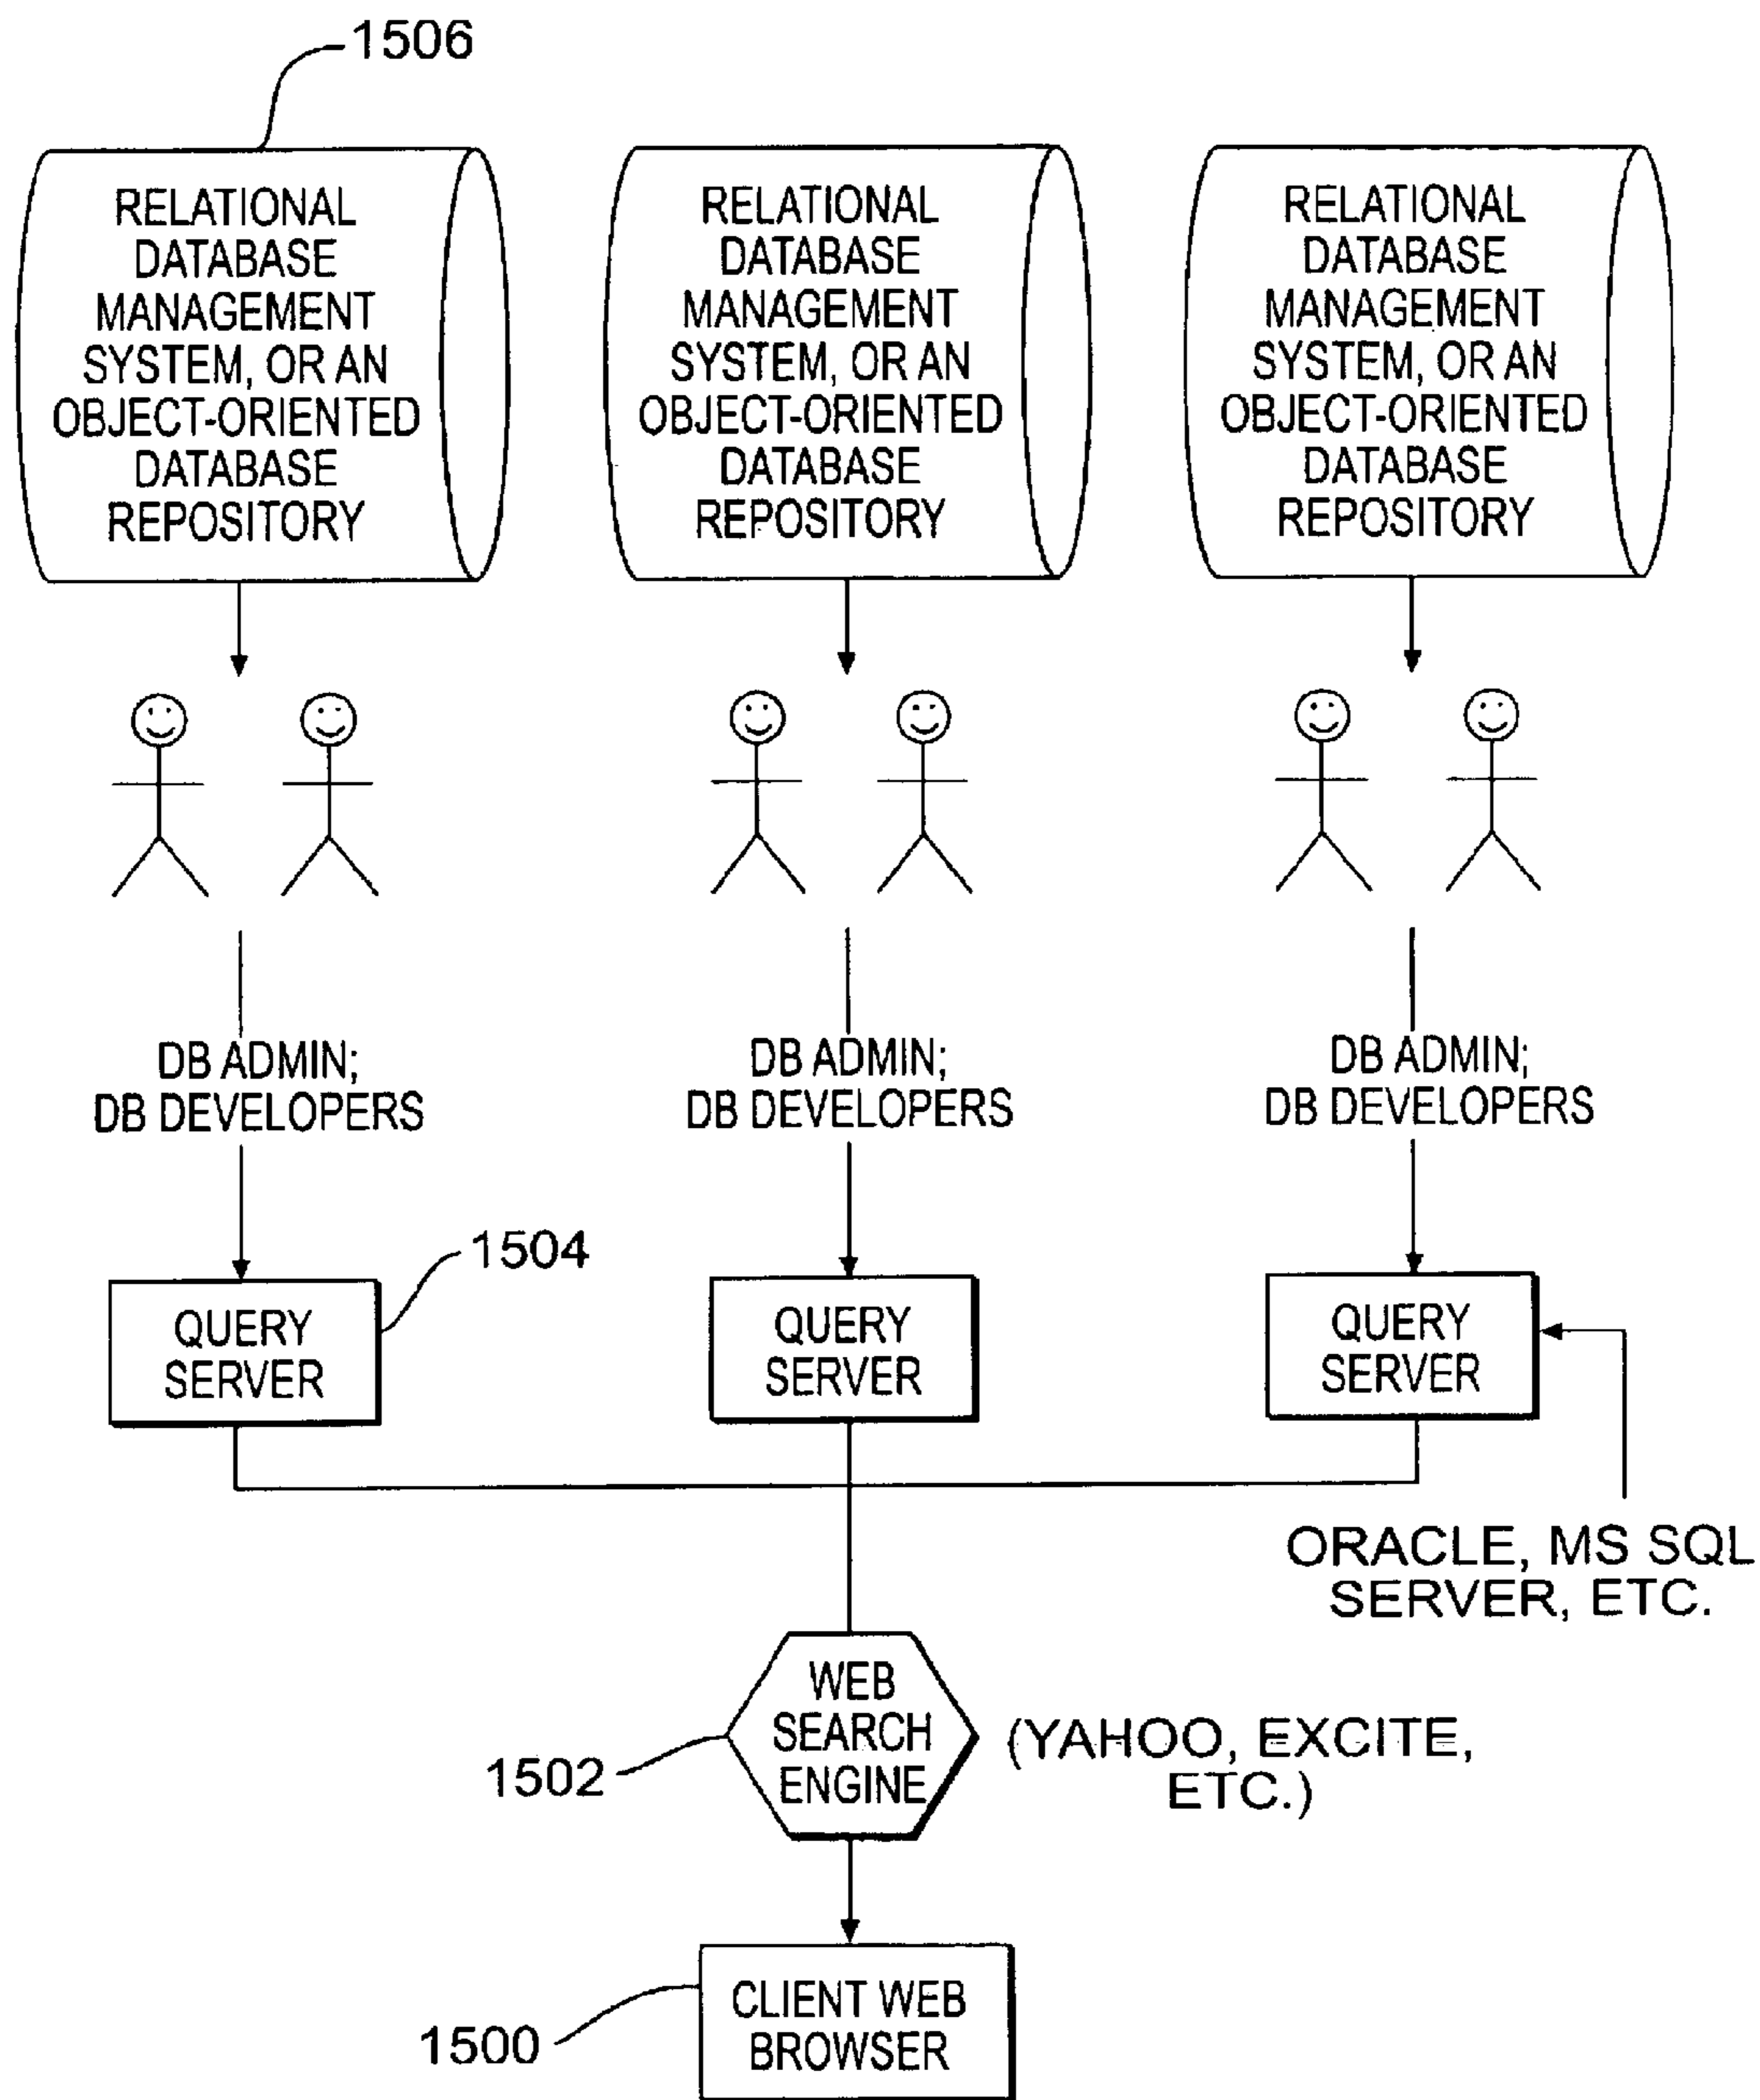 1506
RELATIONAL
DATABASE
MANAGEMENT
SYSTEM, OR AN
OBJECT-ORIENTED
DATABASE
REPOSITORY
RELATIONAL
DATABASE
MANAGEMENT
SYSTEM, OR AN
OBJECT-ORIENTED
DATABASE
REPOSITORY
RELATIONAL
DATABASE
MANAGEMENT
SYSTEM, OR AN
OBJECT-ORIENTED
DATABASE
REPOSITORY
DB ADMIN;
DB DEVELOPERS
DB ADMIN;
DB DEVELOPERS
DB ADMIN;
DB DEVELOPERS
1504
QUERY
SERVER
QUERY
SERVER
QUERY
SERVER
ORACLE, MS SQL
SERVER, ETC.
WEB
SEARCH
ENGINE
1502
(YAHOO, EXCITE,
ETC.)
CLIENT WEB
BROWSER
1500